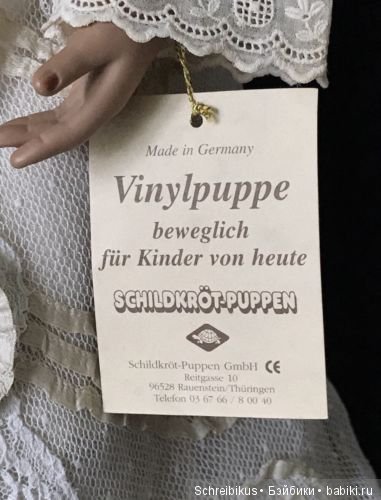 Made in Germany
Vinylpuppe
beweglich
für Kinder von heute
SCHILDKRÖT-PUPPEN
Schildkröt-Puppen GmbH CE
Reitgasse 10
96528 Rauenstein/Thüringen
Telefon 03 67 66 / 8 00 40
Schreibikus • Бэйбики • babiki.ru